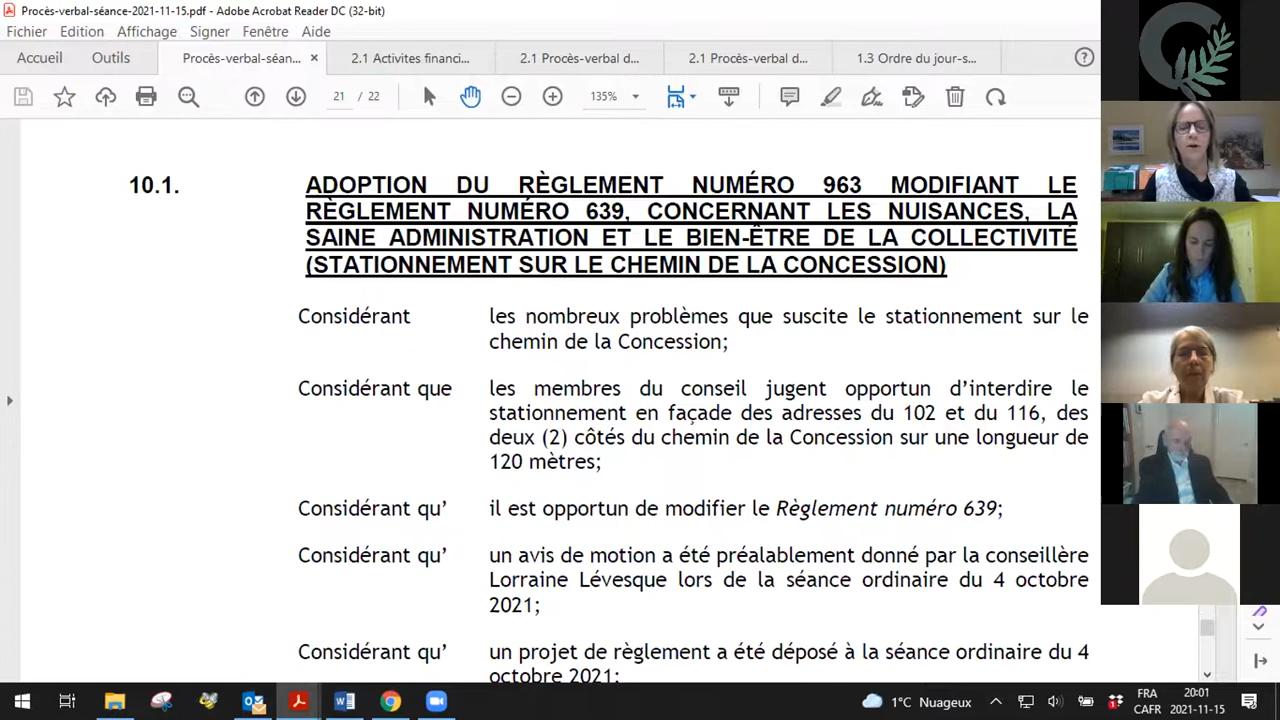 Procès-verbal-séance-2021-11-15.pdf - Adobe Acrobat Reader DC (32-bit)
Fichier Edition Affichage Signer Fenêtre Aide
Accueil Outils Procès-verbal-séan... × 2.1 Activites financi... 2.1 Procès-verbal d... 2.1 Procès-verbal d... 1.3 Ordre du jour-s...
21 / 22 135%
10.1. ADOPTION DU RÈGLEMENT NUMÉRO 963 MODIFIANT LE
RÈGLEMENT NUMÉRO 639, CONCERNANT LES NUISANCES, LA
SAINE ADMINISTRATION ET LE BIEN-ÊTRE DE LA COLLECTIVITÉ
(STATIONNEMENT SUR LE CHEMIN DE LA CONCESSION)
Considérant les nombreux problèmes que suscite le stationnement sur le
chemin de la Concession;
Considérant que les membres du conseil jugent opportun d’interdire le
stationnement en façade des adresses du 102 et du 116, des
deux (2) côtés du chemin de la Concession sur une longueur de
120 mètres;
Considérant qu’ il est opportun de modifier le Règlement numéro 639;
Considérant qu’ un avis de motion a été préalablement donné par la conseillère
Lorraine Lévesque lors de la séance ordinaire du 4 octobre
2021;
Considérant qu’ un projet de règlement a été déposé à la séance ordinaire du 4
octobre 2021;
1°C Nuageux
FRA 20:01
CAFR 2021-11-15